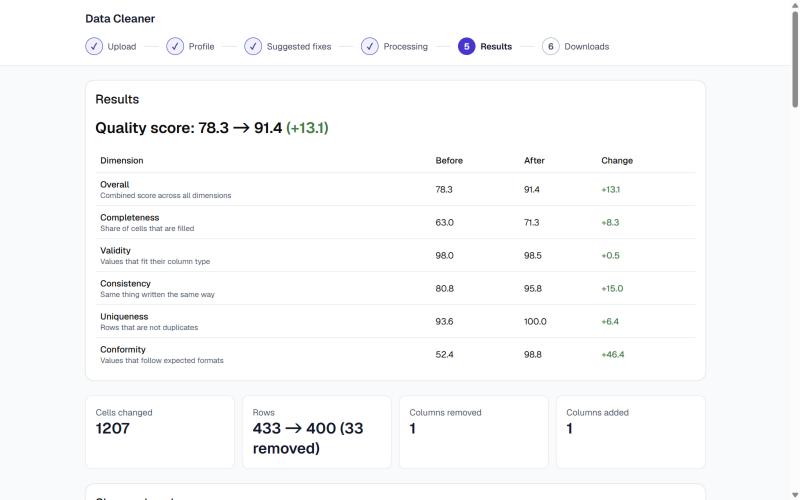 Data Cleaner
✓ Upload ✓ Profile ✓ Suggested fixes ✓ Processing 5 Results 6 Downloads
Results
Quality score: 78.3 → 91.4 (+13.1)
Dimension Before After Change
Overall
Combined score across all dimensions
78.3 91.4 +13.1
Completeness
Share of cells that are filled
63.0 71.3 +8.3
Validity
Values that fit their column type
98.0 98.5 +0.5
Consistency
Same thing written the same way
80.8 95.8 +15.0
Uniqueness
Rows that are not duplicates
93.6 100.0 +6.4
Conformity
Values that follow expected formats
52.4 98.8 +46.4
Cells changed
1207
Rows
433 → 400 (33
removed)
Columns removed
1
Columns added
1